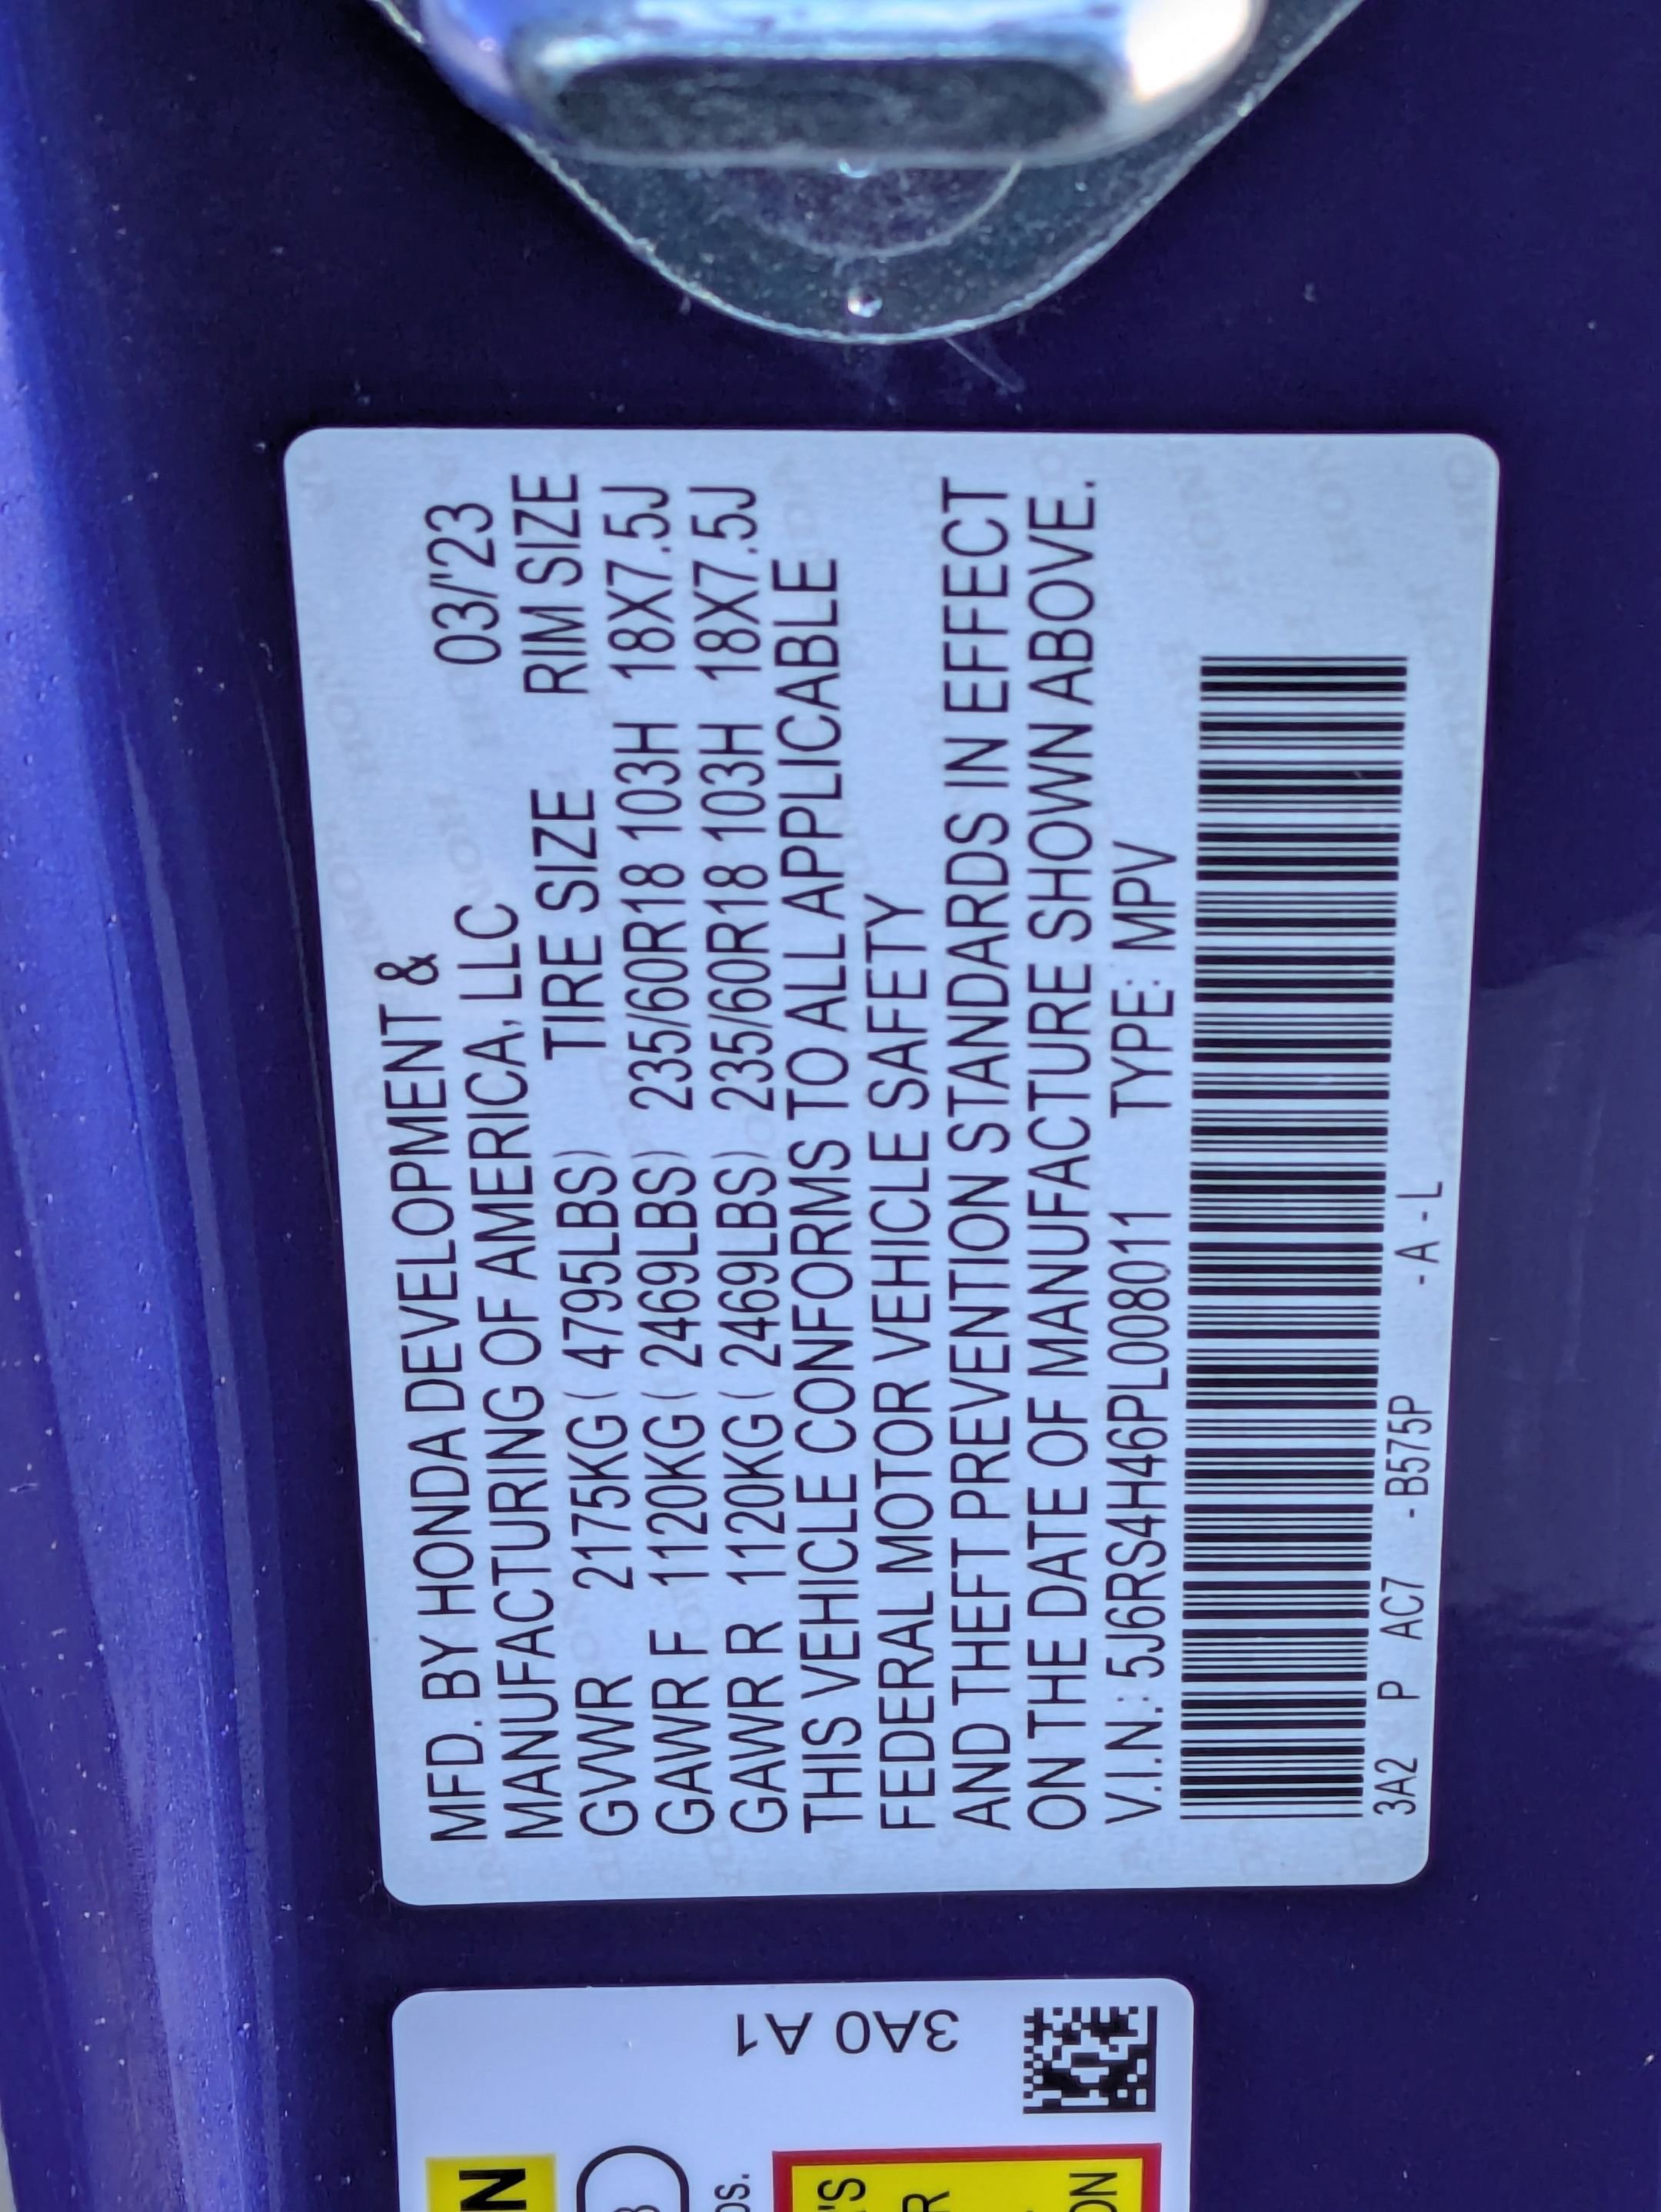 MFD. BY HONDA DEVELOPMENT &
MANUFACTURING OF AMERICA, LLC 03/'23
TIRE SIZE RIM SIZE
GVWR 2175KG ( 4795LBS)
GAWR F 1120KG ( 2469LBS) 235/60R18 103H 18X7.5J
GAWR R 1120KG ( 2469LBS) 235/60R18 103H 18X7.5J
THIS VEHICLE CONFORMS TO ALL APPLICABLE
FEDERAL MOTOR VEHICLE SAFETY
AND THEFT PREVENTION STANDARDS IN EFFECT
ON THE DATE OF MANUFACTURE SHOWN ABOVE.
V.I.N.: 5J6RS4H46PL008011 TYPE: MPV
3A2 P AC7 -B575P -A-L
3A0 A1